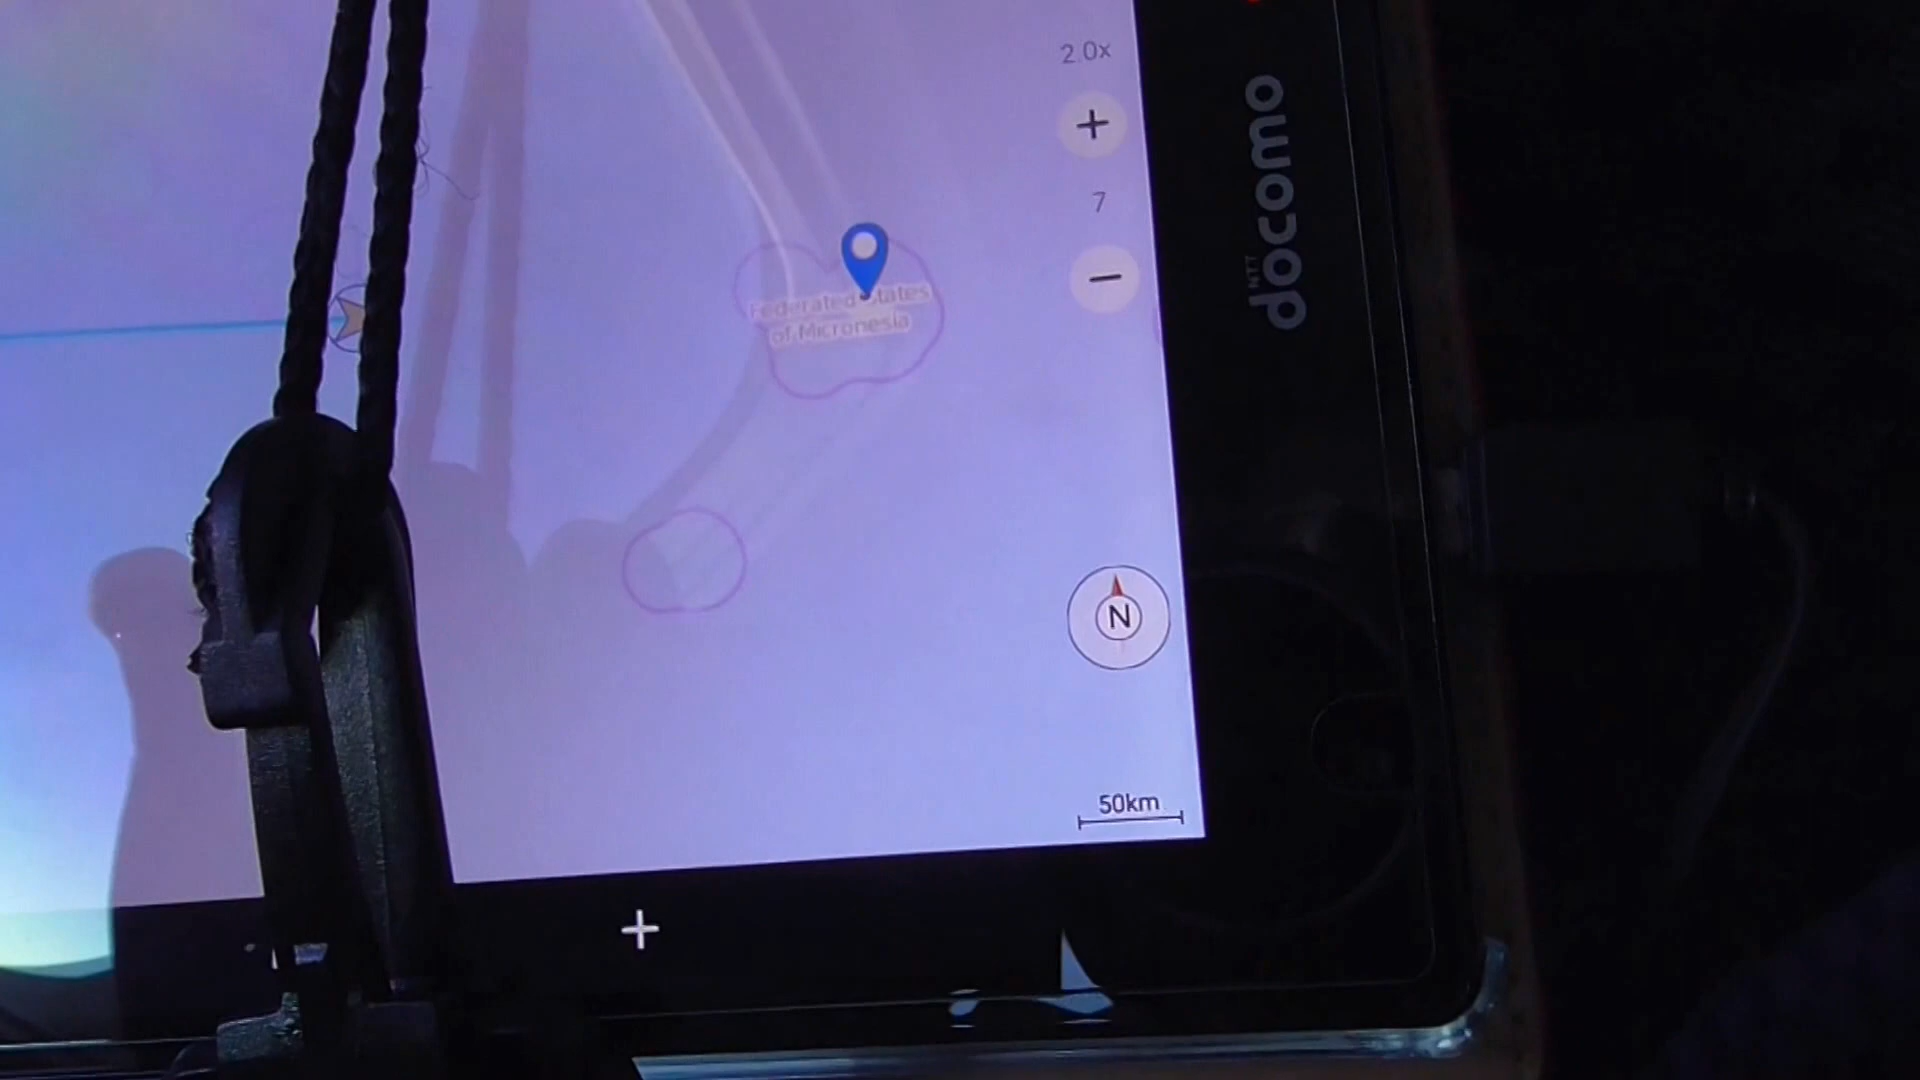 2.0x
+
7
−
Federated States
of Micronesia
N
50km
+
NTT
docomo